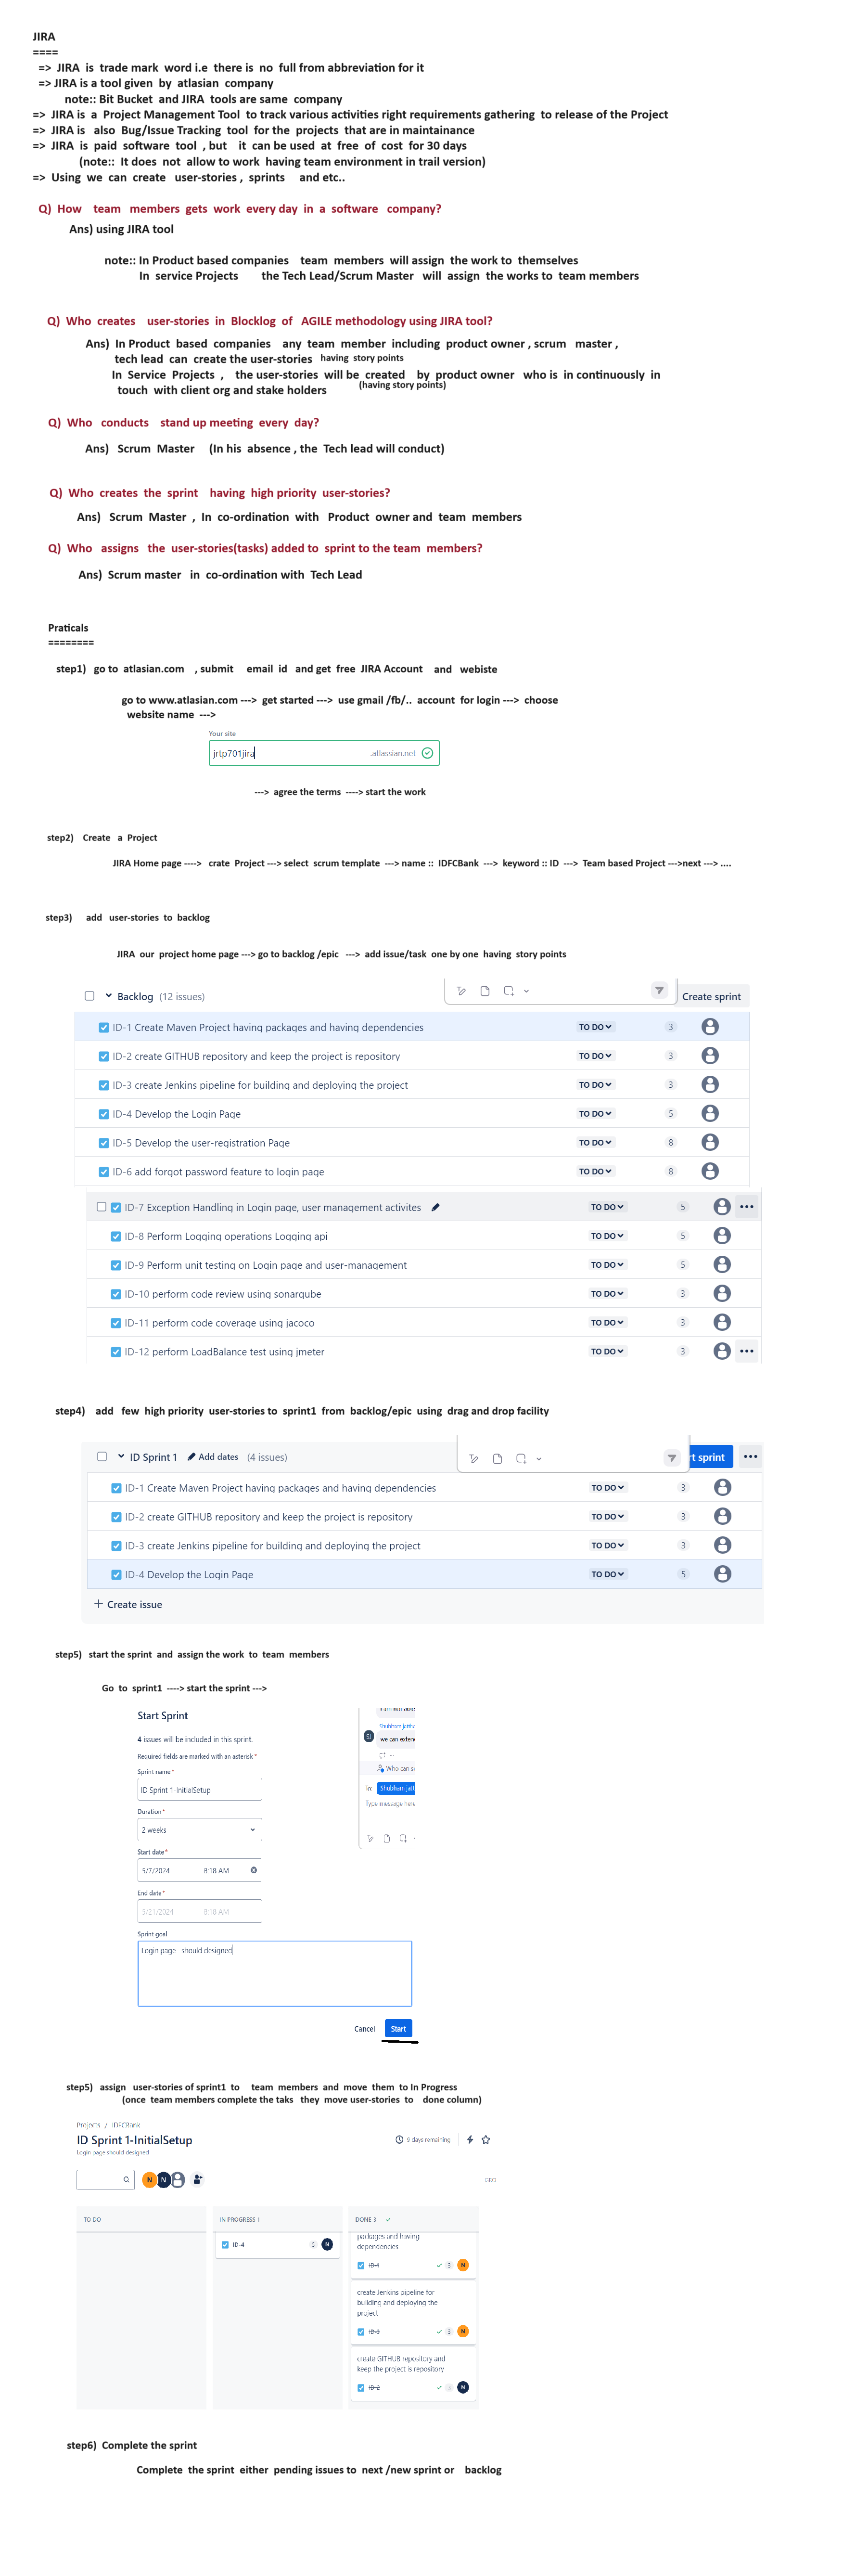 JIRA
====
=> JIRA is trade mark word i.e there is no full from abbreviation for it
=> JIRA is a tool given by atlasian company
note:: Bit Bucket and JIRA tools are same company
=> JIRA is a Project Management Tool to track various activities right requirements gathering to release of the Project
=> JIRA is also Bug/Issue Tracking tool for the projects that are in maintainance
=> JIRA is paid software tool , but it can be used at free of cost for 30 days
(note:: It does not allow to work having team environment in trail version)
=> Using we can create user-stories , sprints and etc..
Q) How team members gets work every day in a software company?
Ans) using JIRA tool
note:: In Product based companies team members will assign the work to themselves
In service Projects the Tech Lead/Scrum Master will assign the works to team members
Q) Who creates user-stories in Blocklog of AGILE methodology using JIRA tool?
Ans) In Product based companies any team member including product owner , scrum master ,
tech lead can create the user-stories having story points
In Service Projects , the user-stories will be created by product owner who is in continuously in
touch with client org and stake holders (having story points)
Q) Who conducts stand up meeting every day?
Ans) Scrum Master (In his absence , the Tech lead will conduct)
Q) Who creates the sprint having high priority user-stories?
Ans) Scrum Master , In co-ordination with Product owner and team members
Q) Who assigns the user-stories(tasks) added to sprint to the team members?
Ans) Scrum master in co-ordination with Tech Lead
Praticals
========
step1) go to atlasian.com , submit email id and get free JIRA Account and webiste
go to www.atlasian.com ---> get started ---> use gmail /fb/.. account for login ---> choose
website name --->
Your site
jrtp701jira .atlassian.net
---> agree the terms ----> start the work
step2) Create a Project
JIRA Home page ----> crate Project ---> select scrum template ---> name :: IDFCBank ---> keyword :: ID ---> Team based Project --->next ---> ....
step3) add user-stories to backlog
JIRA our project home page ---> go to backlog /epic ---> add issue/task one by one having story points
Backlog (12 issues) Create sprint
ID-1 Create Maven Project having packages and having dependencies TO DO 3
ID-2 create GITHUB repository and keep the project is repository TO DO 3
ID-3 create Jenkins pipeline for building and deploying the project TO DO 3
ID-4 Develop the Login Page TO DO 5
ID-5 Develop the user-registration Page TO DO 8
ID-6 add forgot password feature to login page TO DO 8
ID-7 Exception Handling in Login page, user management activites TO DO 5
ID-8 Perform Logging operations Logging api TO DO 5
ID-9 Perform unit testing on Login page and user-management TO DO 5
ID-10 perform code review using sonarqube TO DO 3
ID-11 perform code coverage using jacoco TO DO 3
ID-12 perform LoadBalance test using jmeter TO DO 3
step4) add few high priority user-stories to sprint1 from backlog/epic using drag and drop facility
ID Sprint 1 Add dates (4 issues) rt sprint
ID-1 Create Maven Project having packages and having dependencies TO DO 3
ID-2 create GITHUB repository and keep the project is repository TO DO 3
ID-3 create Jenkins pipeline for building and deploying the project TO DO 3
ID-4 Develop the Login Page TO DO 5
+ Create issue
step5) start the sprint and assign the work to team members
Go to sprint1 ----> start the sprint --->
Start Sprint
4 issues will be included in this sprint.
Required fields are marked with an asterisk *
Sprint name *
ID Sprint 1-InitialSetup
Duration *
2 weeks
Start date *
5/7/2024 8:18 AM
End date *
5/21/2024 8:18 AM
Sprint goal
Login page should designed
Cancel Start
SJ
we can exten
Who can se
To: Shubham jatt
Type message here
step5) assign user-stories of sprint1 to team members and move them to In Progress
(once team members complete the taks they move user-stories to done column)
Projects / IDFCBank
ID Sprint 1-InitialSetup 9 days remaining
Login page should designed
N N
TO DO IN PROGRESS 1 DONE 3
ID-4 5 N
packages and having
dependencies
ID-1 3 N
create Jenkins pipeline for
building and deploying the
project
ID-3 3 N
create GITHUB repository and
keep the project is repository
ID-2 3 N
step6) Complete the sprint
Complete the sprint either pending issues to next /new sprint or backlog